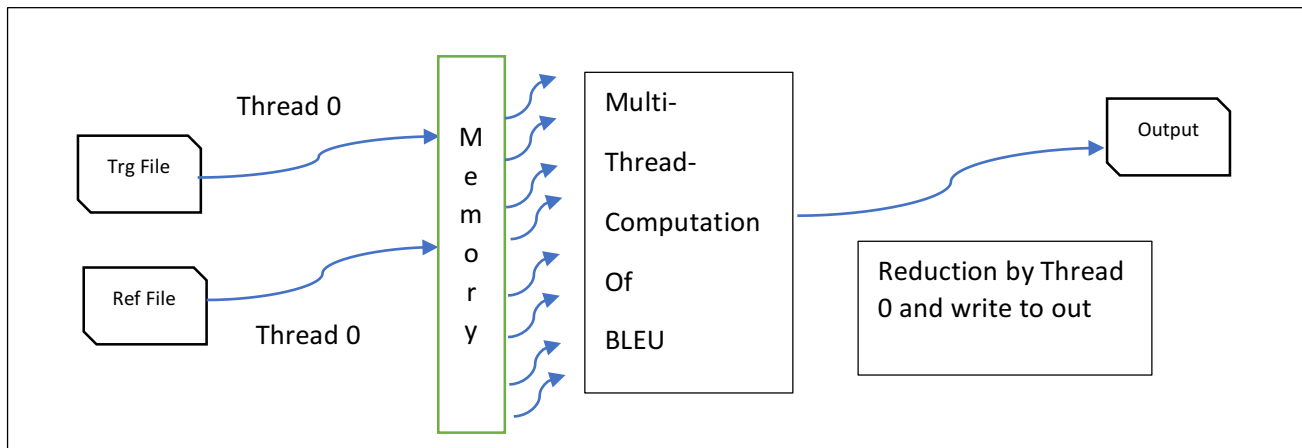 Thread 0
Trg File
Ref File
Thread 0
M
e
m
o
r
y
Multi-
Thread-
Computation
Of
BLEU
Output
Reduction by Thread
0 and write to out